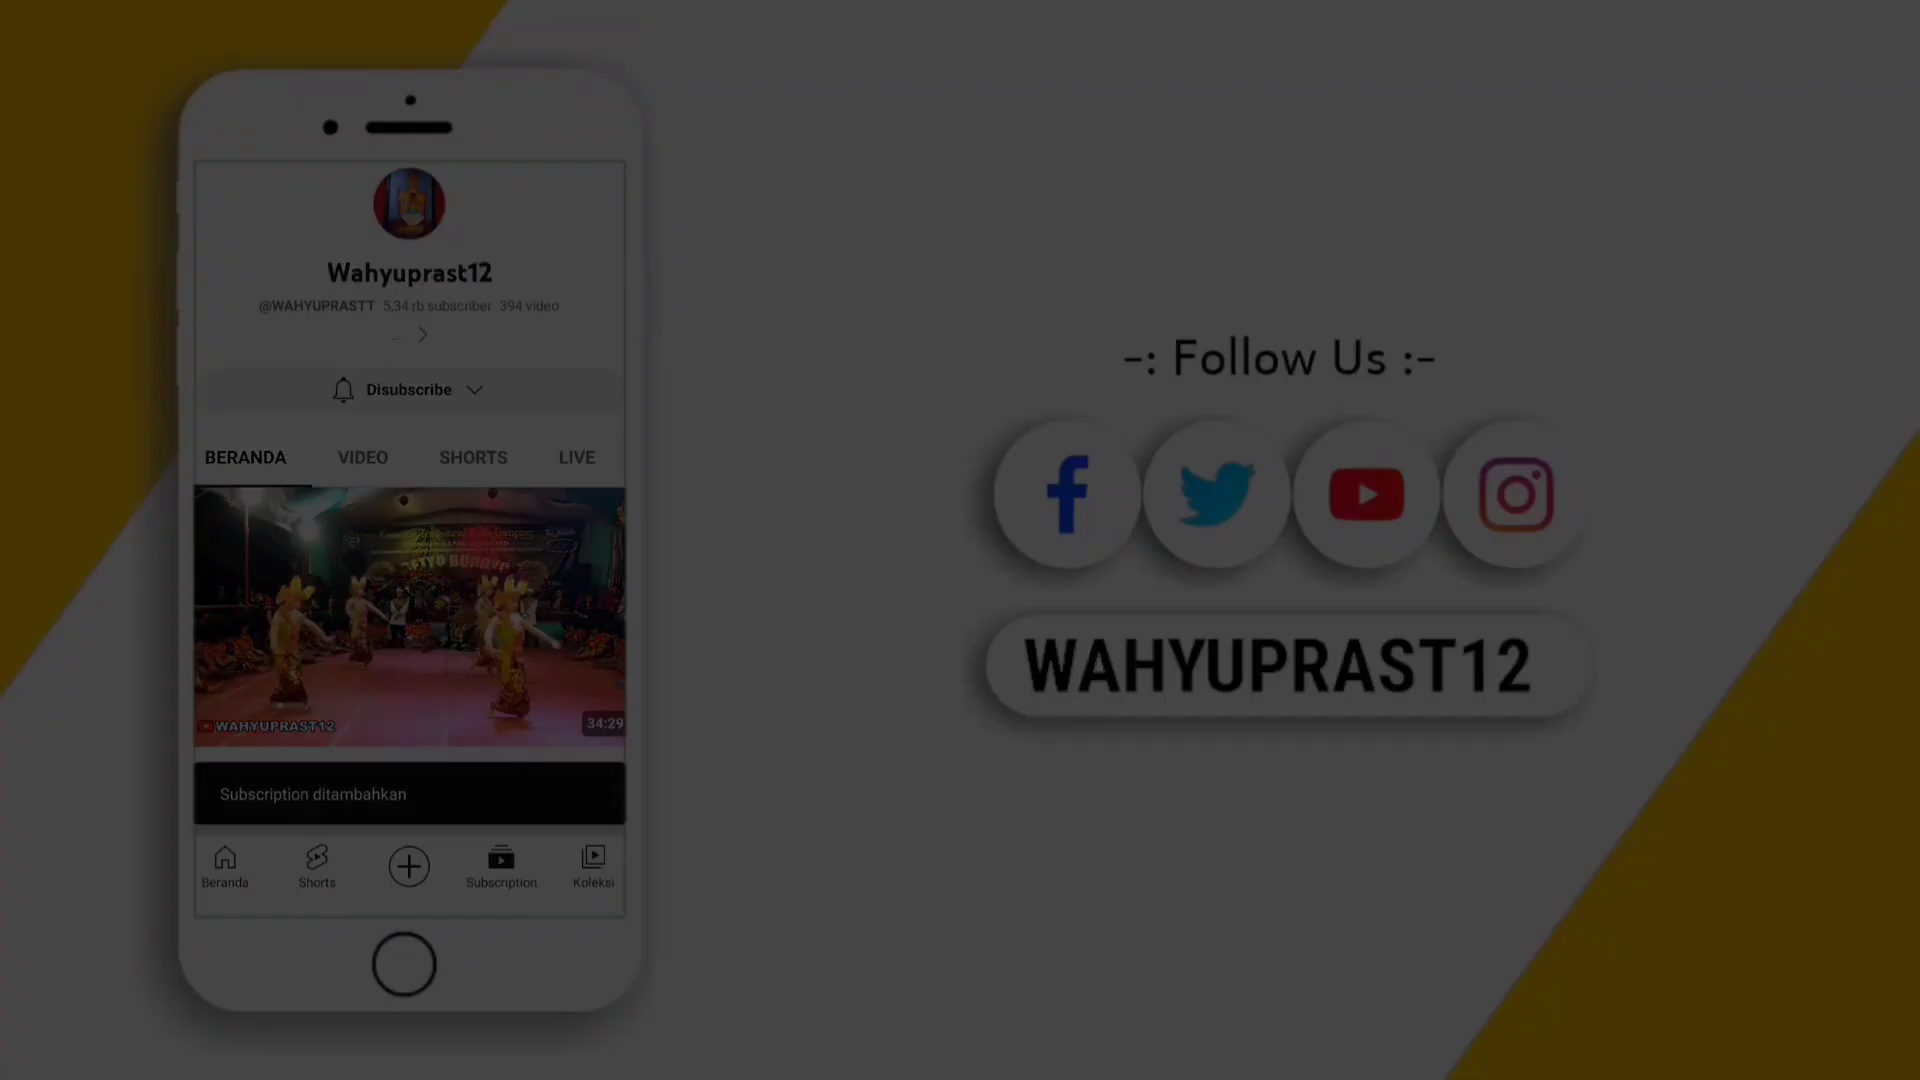 Wahyuprast12
@WAHYUPRASTT 5,34 rb subscriber 394 video
...
Disubscribe
BERANDA VIDEO SHORTS LIVE
WAHYUPRAST12
34:29
Subscription ditambahkan
Beranda Shorts Subscription Koleksi
-: Follow Us :-
WAHYUPRAST12